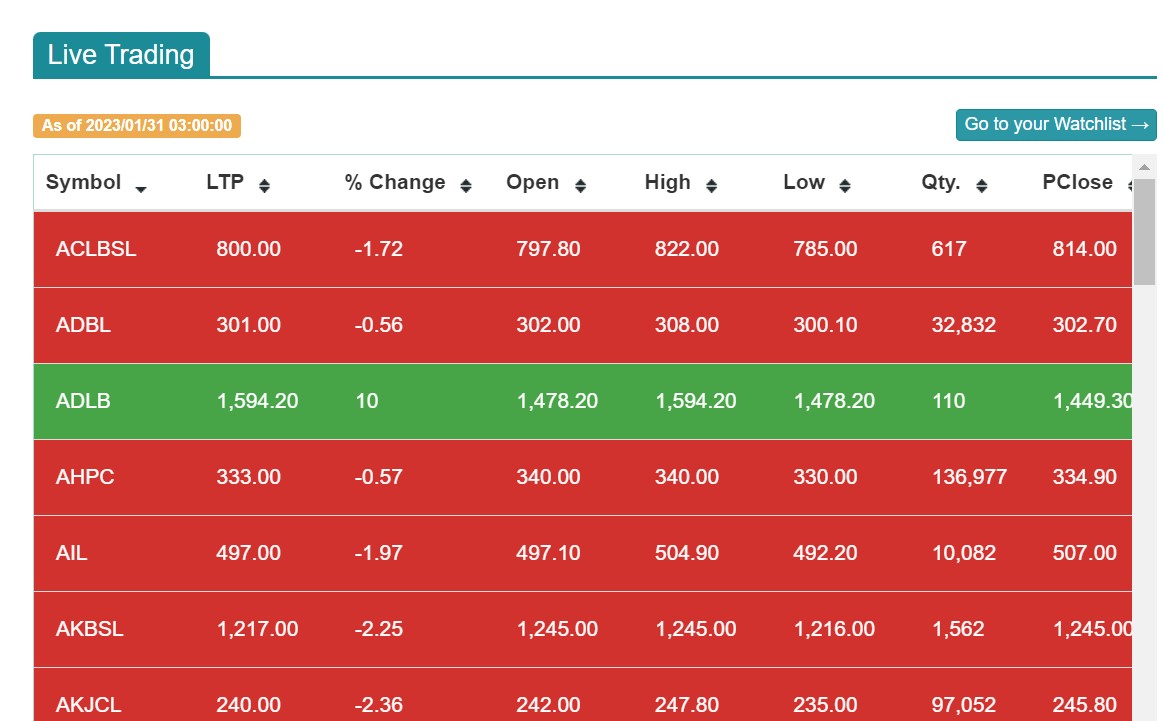 Live Trading
As of 2023/01/31 03:00:00
Go to your Watchlist →
Symbol LTP % Change Open High Low Qty. PClose
ACLBSL 800.00 -1.72 797.80 822.00 785.00 617 814.00
ADBL 301.00 -0.56 302.00 308.00 300.10 32,832 302.70
ADLB 1,594.20 10 1,478.20 1,594.20 1,478.20 110 1,449.30
AHPC 333.00 -0.57 340.00 340.00 330.00 136,977 334.90
AIL 497.00 -1.97 497.10 504.90 492.20 10,082 507.00
AKBSL 1,217.00 -2.25 1,245.00 1,245.00 1,216.00 1,562 1,245.00
AKJCL 240.00 -2.36 242.00 247.80 235.00 97,052 245.80